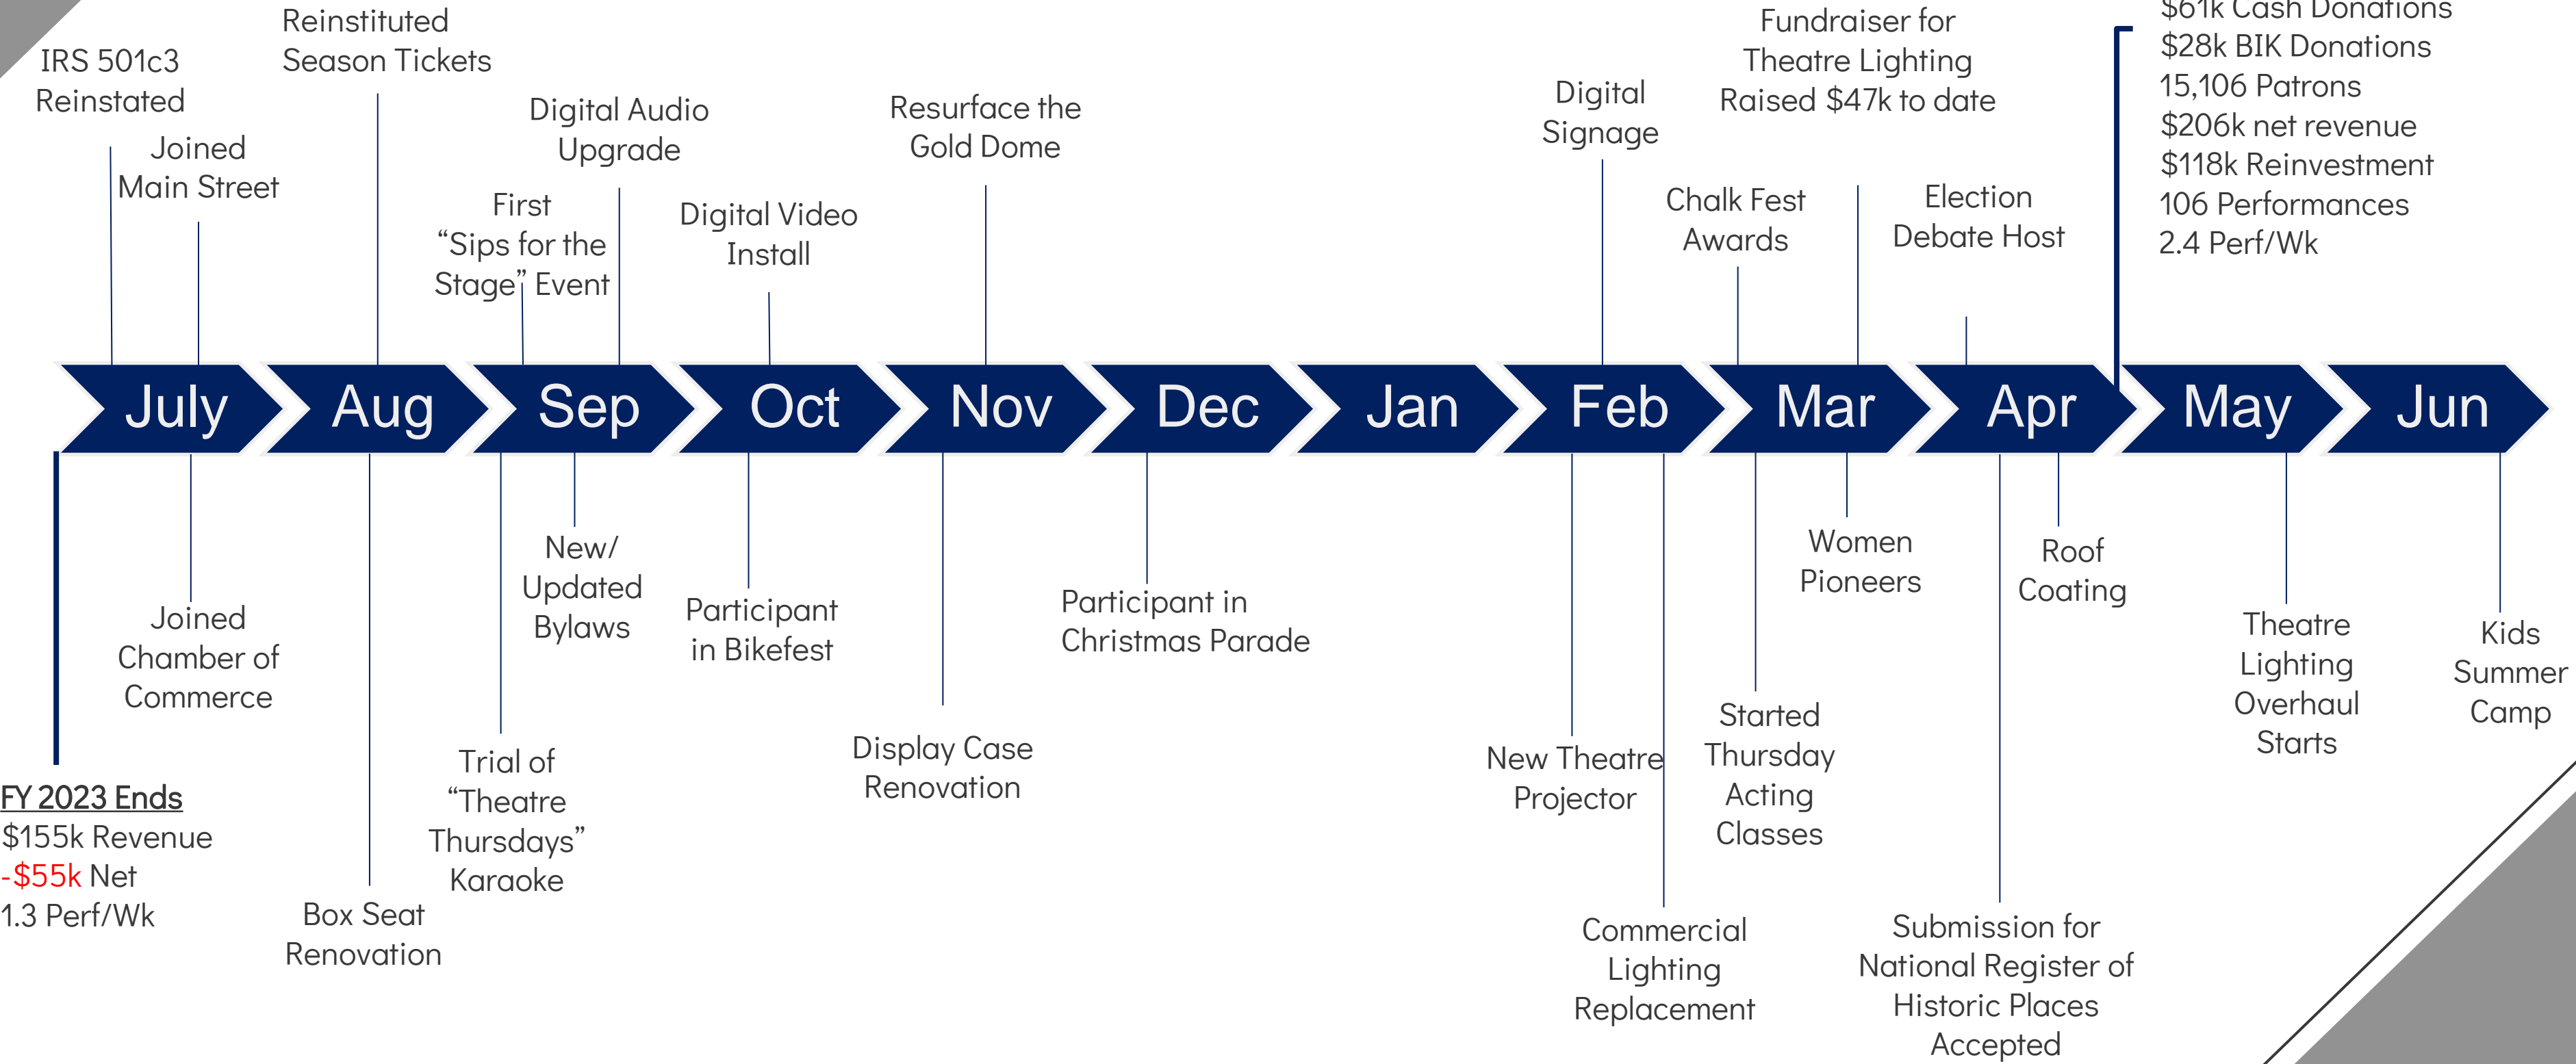 IRS 501c3
Reinstated
Joined
Main Street
Reinstituted
Season Tickets
First
“Sips for the
Stage” Event
Digital Audio
Upgrade
Digital Video
Install
Resurface the
Gold Dome
Digital
Signage
Chalk Fest
Awards
Fundraiser for
Theatre Lighting
Raised $47k to date
Election
Debate Host
$61k Cash Donations
$28k BIK Donations
15,106 Patrons
$206k net revenue
$118k Reinvestment
106 Performances
2.4 Perf/Wk
July
Aug
Sep
Oct
Nov
Dec
Jan
Feb
Mar
Apr
May
Jun
FY 2023 Ends
$155k Revenue
-$55k Net
1.3 Perf/Wk
Joined
Chamber of
Commerce
Box Seat
Renovation
Trial of
“Theatre
Thursdays”
Karaoke
New/
Updated
Bylaws
Participant
in Bikefest
Display Case
Renovation
Participant in
Christmas Parade
New Theatre
Projector
Commercial
Lighting
Replacement
Started
Thursday
Acting
Classes
Women
Pioneers
Submission for
National Register of
Historic Places
Accepted
Roof
Coating
Theatre
Lighting
Overhaul
Starts
Kids
Summer
Camp